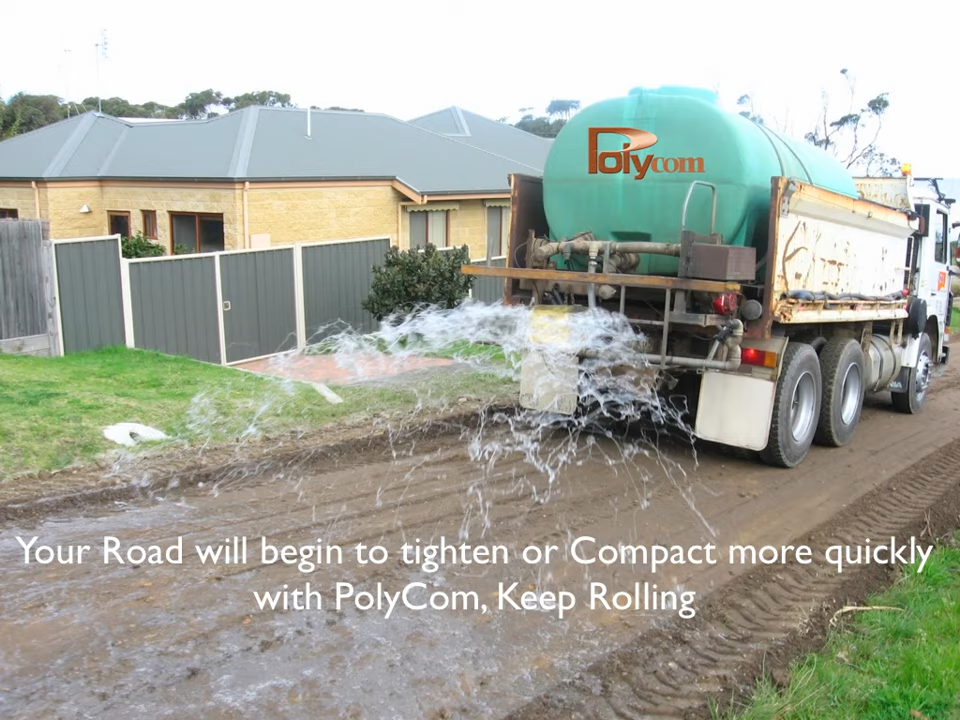 Polycom
Your Road will begin to tighten or Compact more quickly
with PolyCom, Keep Rolling